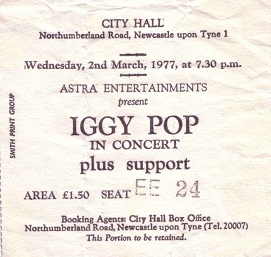 CITY HALL
Northumberland Road, Newcastle upon Tyne 1
Wednesday, 2nd March, 1977, at 7.30 p.m.
ASTRA ENTERTAINMENTS
present
IGGY POP
IN CONCERT
plus support
AREA £1.50 SEAT EE 24
Booking Agents: City Hall Box Office
Northumberland Road, Newcastle upon Tyne (Tel. 20007)
This Portion to be retained.
SMITH PRINT GROUP